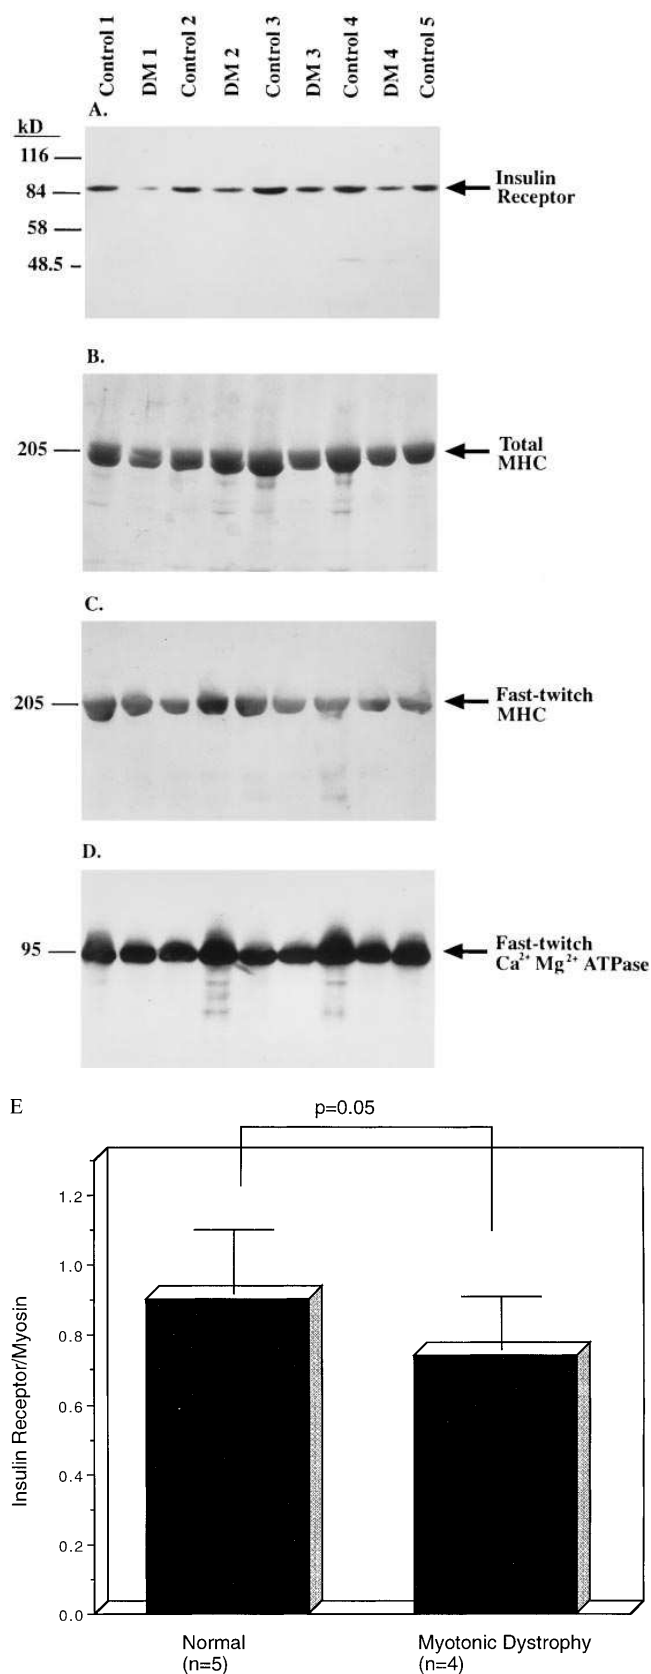 Control 1
DM 1
Control 2
DM 2
Control 3
DM 3
Control 4
DM 4
Control 5
A.
kD
116
84
58
48.5
Insulin
Receptor
B.
205
Total
MHC
C.
205
Fast-twitch
MHC
D.
95
Fast-twitch
Ca²⁺ Mg²⁺ ATPase
E
p=0.05
Insulin Receptor/Myosin
1.2
1.0
0.8
0.6
0.4
0.2
0.0
Normal
(n=5)
Myotonic Dystrophy
(n=4)